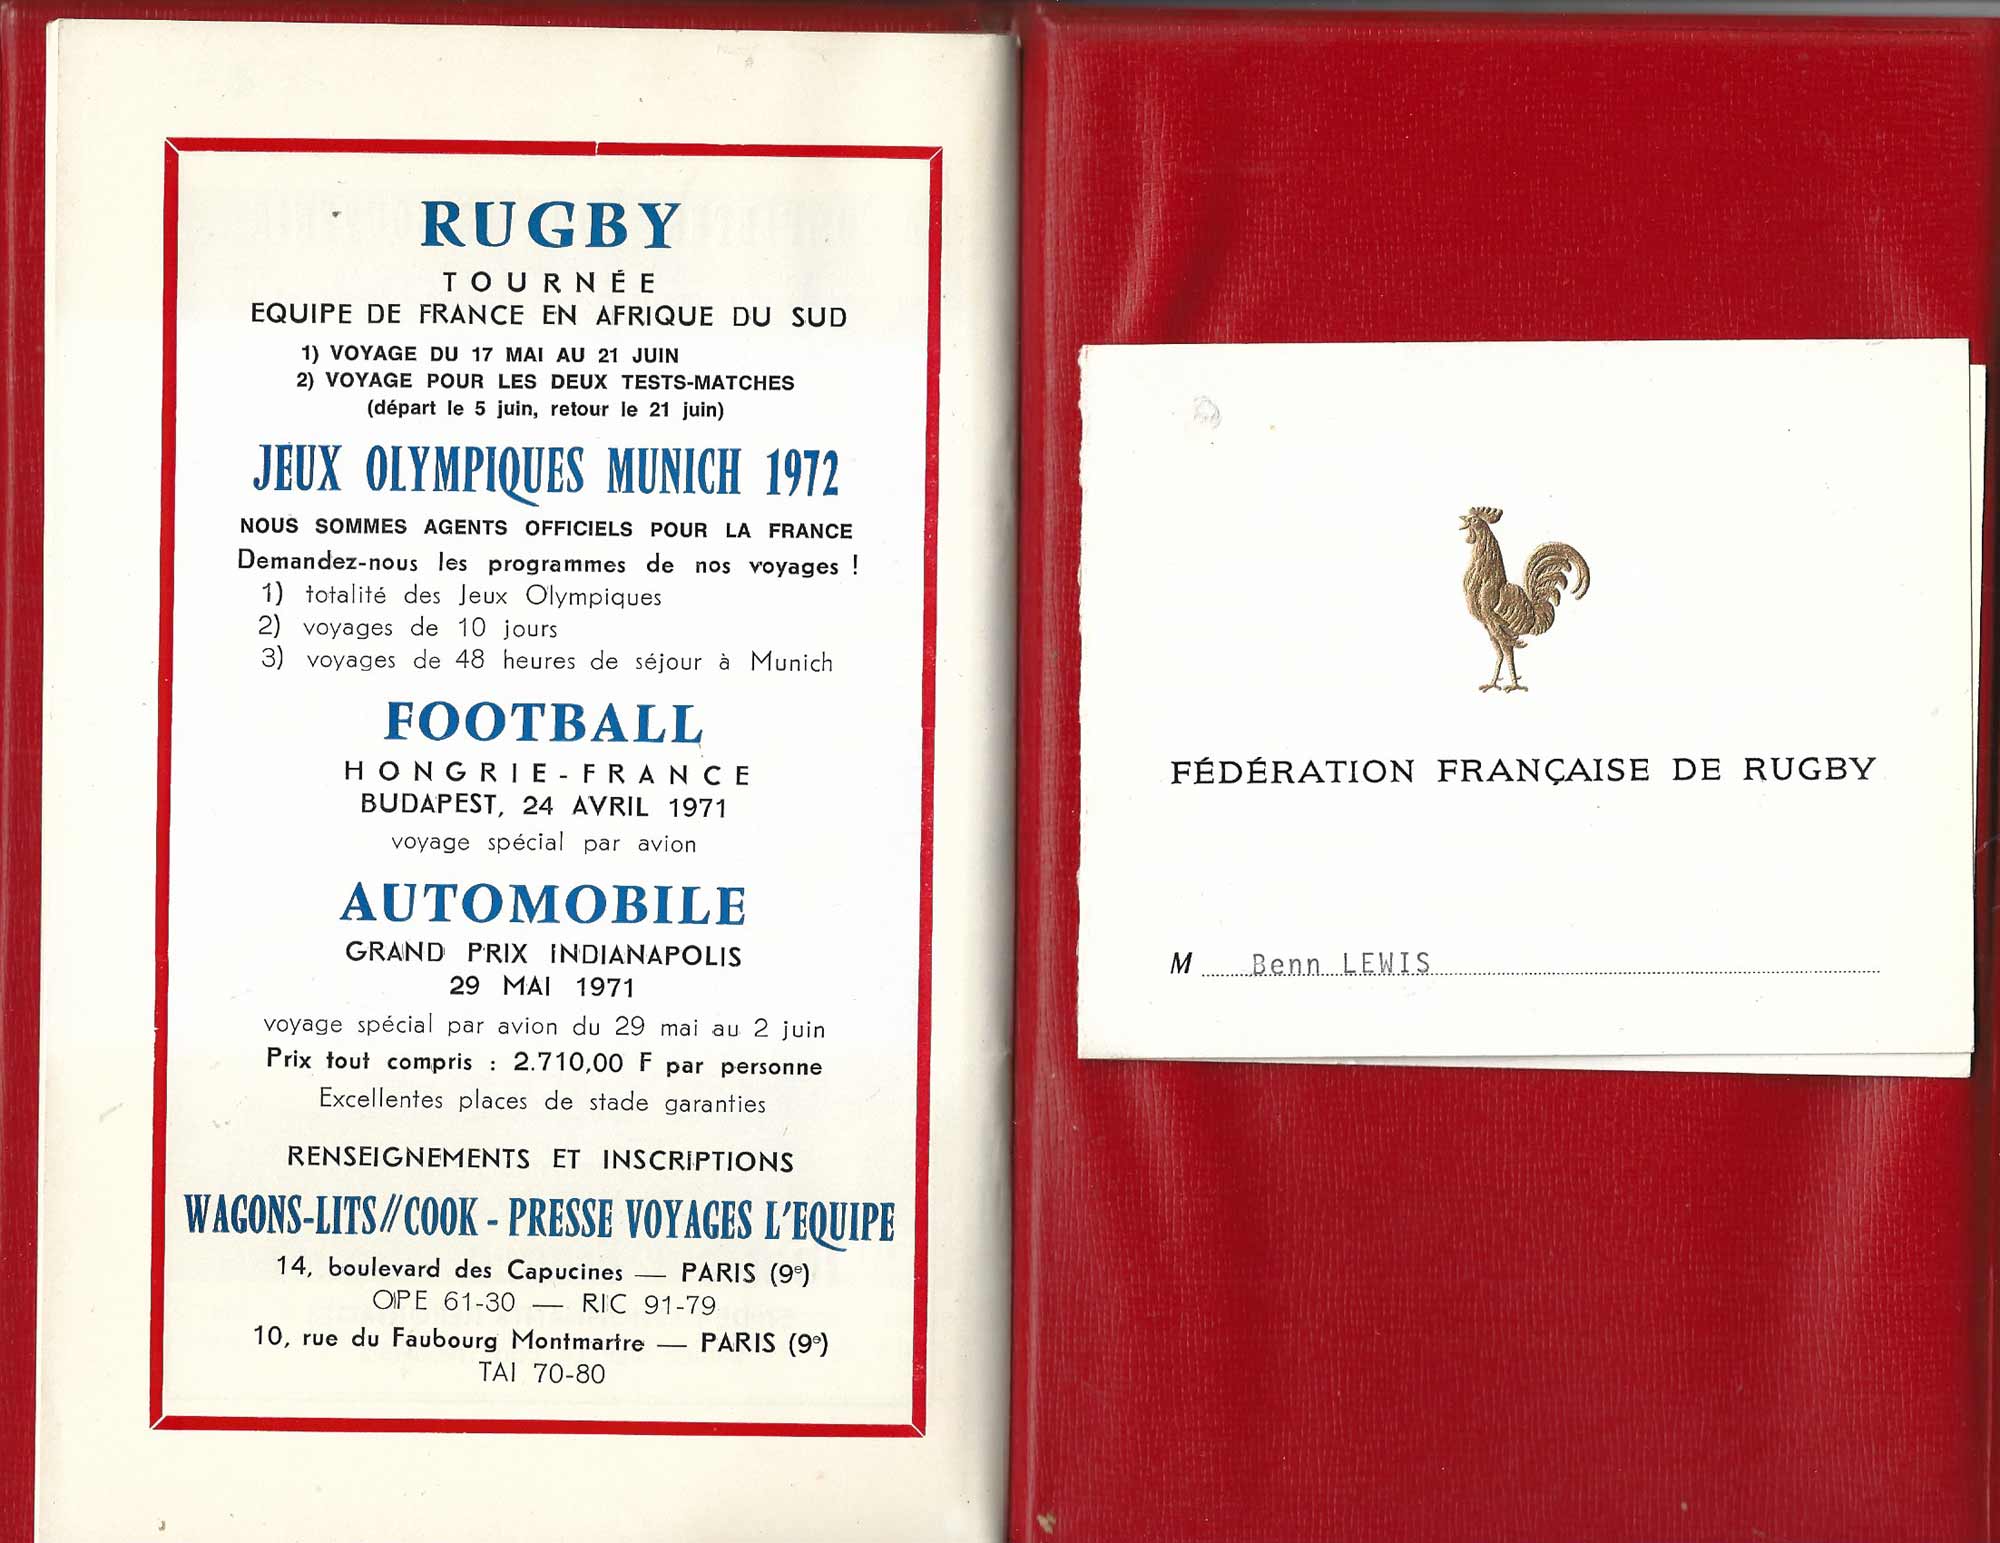 RUGBY
TOURNÉE
EQUIPE DE FRANCE EN AFRIQUE DU SUD
1) VOYAGE DU 17 MAI AU 21 JUIN
2) VOYAGE POUR LES DEUX TESTS-MATCHES
(départ le 5 juin, retour le 21 juin)
JEUX OLYMPIQUES MUNICH 1972
NOUS SOMMES AGENTS OFFICIELS POUR LA FRANCE
Demandez-nous les programmes de nos voyages !
1) totalité des Jeux Olympiques
2) voyages de 10 jours
3) voyages de 48 heures de séjour à Munich
FOOTBALL
HONGRIE-FRANCE
BUDAPEST, 24 AVRIL 1971
voyage spécial par avion
AUTOMOBILE
GRAND PRIX INDIANAPOLIS
29 MAI 1971
voyage spécial par avion du 29 mai au 2 juin
Prix tout compris : 2.710,00 F par personne
Excellentes places de stade garanties
RENSEIGNEMENTS ET INSCRIPTIONS
WAGONS-LITS//COOK - PRESSE VOYAGES L'EQUIPE
14, boulevard des Capucines — PARIS (9e)
OPE 61-30 — RIC 91-79
10, rue du Faubourg Montmartre — PARIS (9e)
TAI 70-80
FÉDÉRATION FRANÇAISE DE RUGBY
M Benn LEWIS